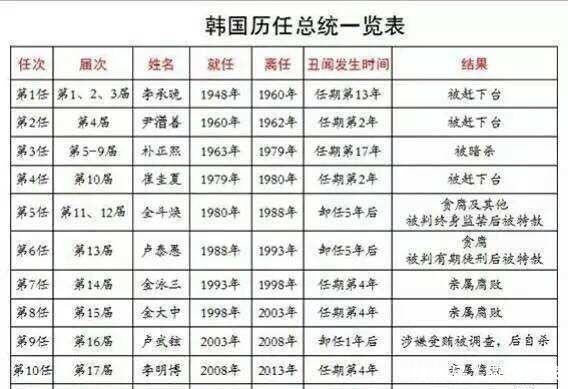 韩国历任总统一览表
任次 届次 姓名 就任 离任 丑闻发生时间 结果
第1任 第1、2、3届 李承晚 1948年 1960年 任期第13年 被赶下台
第2任 第4届 尹潽善 1960年 1962年 任期第2年 被赶下台
第3任 第5-9届 朴正熙 1963年 1979年 任期第17年 被暗杀
第4任 第10届 崔圭夏 1979年 1980年 任期第2年 被赶下台
第5任 第11、12届 金斗焕 1980年 1988年 卸任5年后 贪腐及其他
被判终身监禁后被特赦
第6任 第13届 卢泰愚 1988年 1993年 卸任5年后 贪腐
被判有期徒刑后被特赦
第7任 第14届 金泳三 1993年 1998年 任期第4年 亲属腐败
第8任 第15届 金大中 1998年 2003年 任期第4年 亲属腐败
第9任 第16届 卢武铉 2003年 2008年 卸任1年后 涉嫌受贿被调查，后自杀
第10任 第17届 李明博 2008年 2013年 任期第4年 亲属腐败